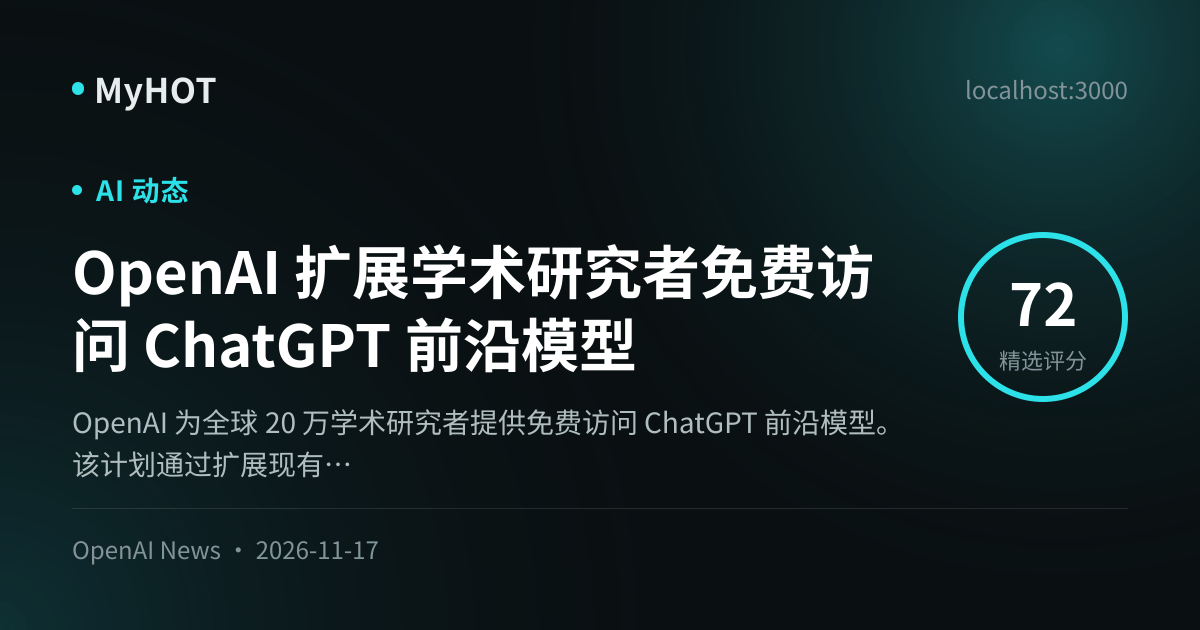 MyHOT
localhost:3000
AI 动态
OpenAI 扩展学术研究者免费访
问 ChatGPT 前沿模型
72
精选评分
OpenAI 为全球 20 万学术研究者提供免费访问 ChatGPT 前沿模型。
该计划通过扩展现有…
OpenAI News • 2026-11-17